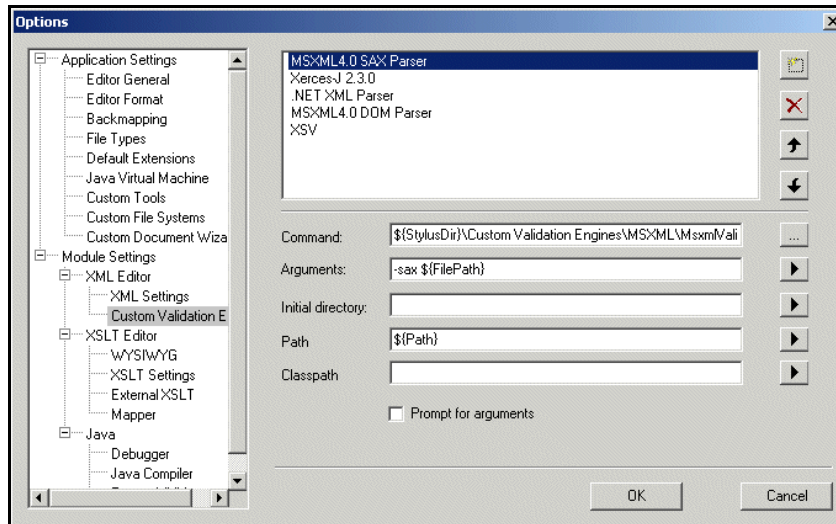 Options
Application Settings
Editor General
Editor Format
Backmapping
File Types
Default Extensions
Java Virtual Machine
Custom Tools
Custom File Systems
Custom Document Wiza
Module Settings
XML Editor
XML Settings
Custom Validation E
XSLT Editor
WYSIWYG
XSLT Settings
External XSLT
Mapper
Java
Debugger
Java Compiler
MSXML4.0 SAX Parser
Xerces-J 2.3.0
.NET XML Parser
MSXML4.0 DOM Parser
XSV
Command: ${StylusDir}\Custom Validation Engines\MSXML\MsxmlVali ...
Arguments: -sax ${FilePath}
Initial directory:
Path ${Path}
Classpath
Prompt for arguments
OK Cancel